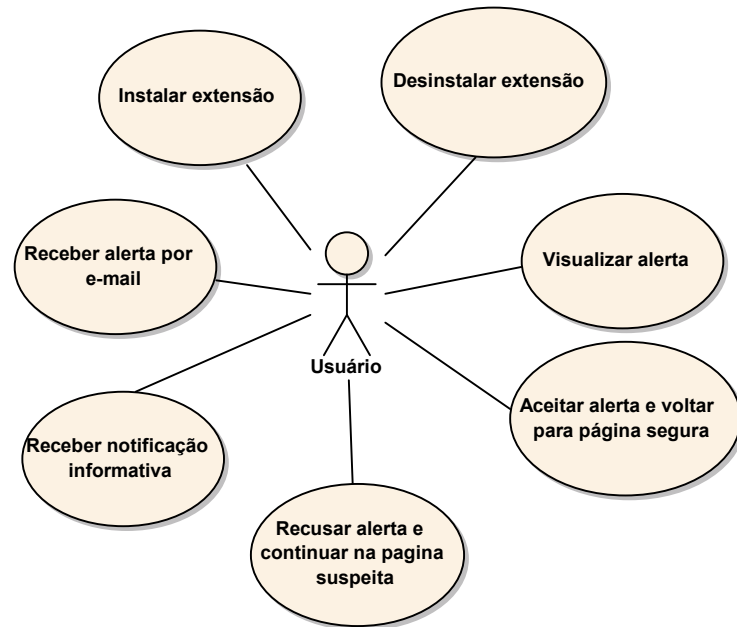 Instalar extensão
Desinstalar extensão
Receber alerta por
e-mail
Visualizar alerta
Usuário
Aceitar alerta e voltar
para página segura
Receber notificação
informativa
Recusar alerta e
continuar na pagina
suspeita